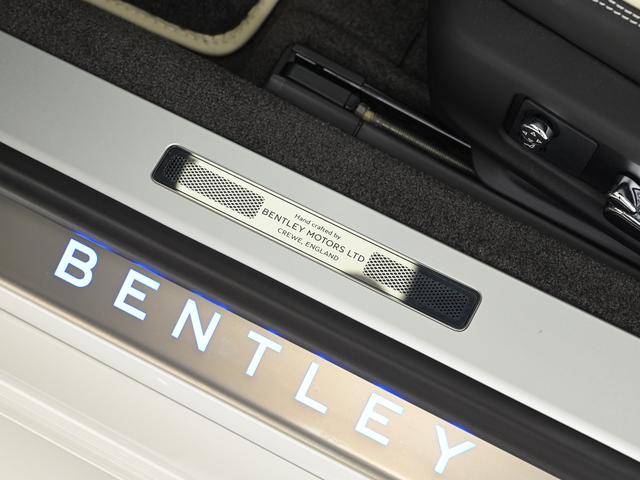 Hand crafted by
BENTLEY MOTORS LTD
CREWE, ENGLAND
BENTLEY